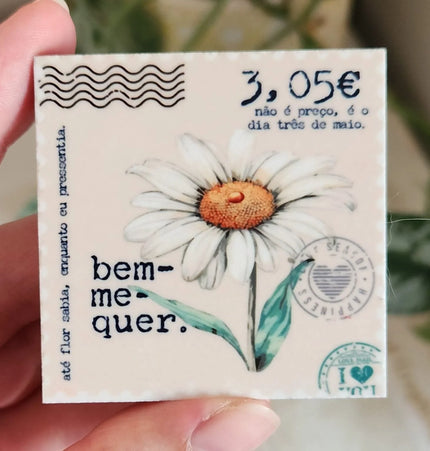 3,05€
não é preço, é o
dia três de maio.
até flor sabia, enquanto eu pressentia.
bem-
me-
quer.
HAPPINESS
I